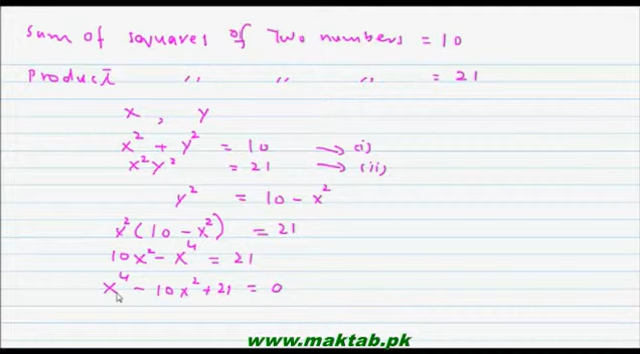 Sum of squares of Two numbers = 10
Product " " " = 21
x , y
x² + y² = 10 → (i)
x²y² = 21 → (ii)
y² = 10 - x²
x²(10 - x²) = 21
10x² - x⁴ = 21
x⁴ - 10x² + 21 = 0
www.maktab.pk